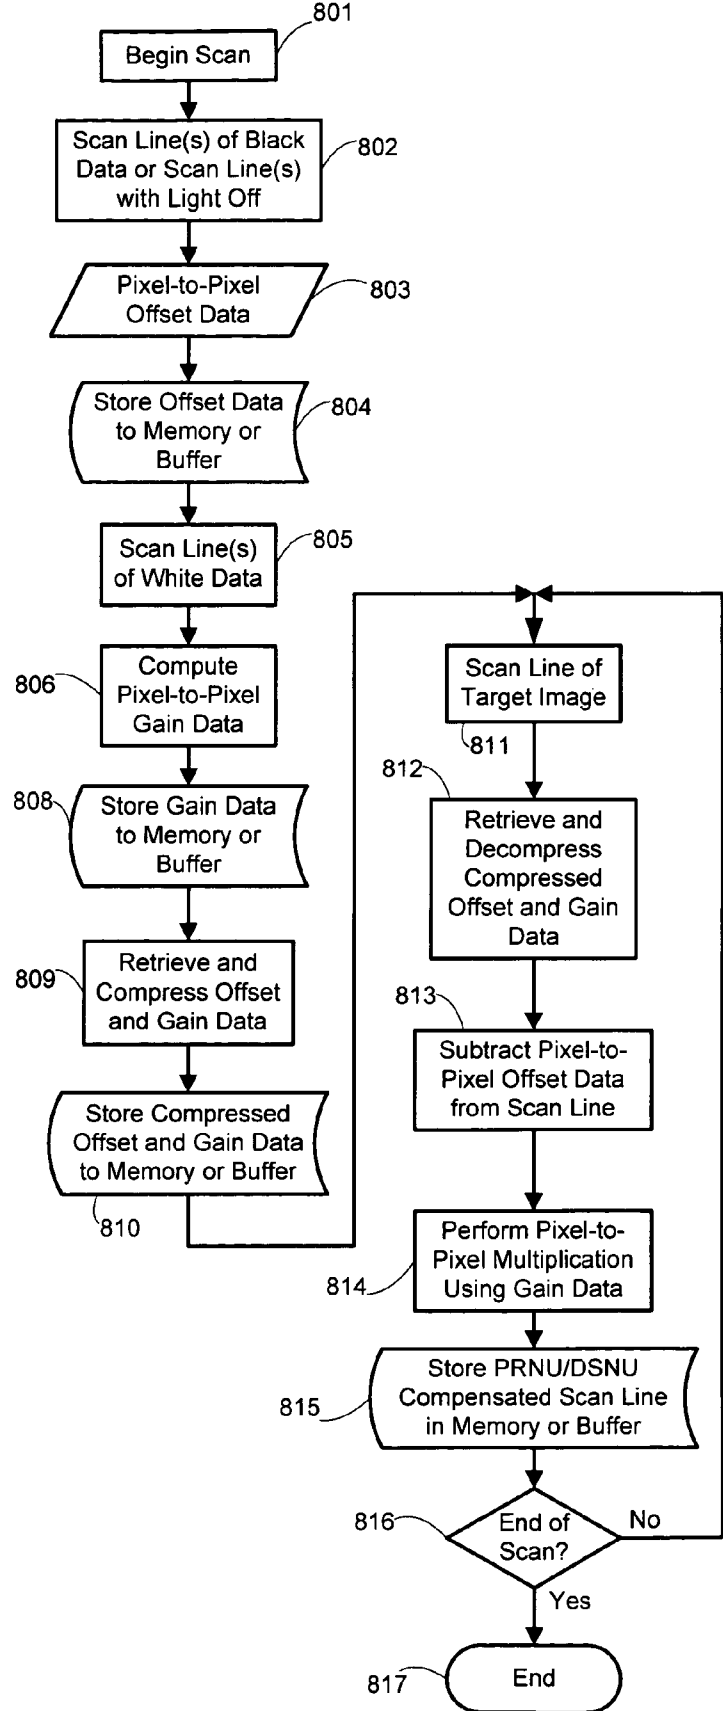 801
Begin Scan
Scan Line(s) of Black
Data or Scan Line(s)
with Light Off
802
Pixel-to-Pixel
Offset Data
803
Store Offset Data
to Memory or
Buffer
804
Scan Line(s)
of White Data
805
806
Compute
Pixel-to-Pixel
Gain Data
808
Store Gain Data
to Memory or
Buffer
809
Retrieve and
Compress Offset
and Gain Data
Store Compressed
Offset and Gain Data
to Memory or Buffer
810
Scan Line of
Target Image
811
812
Retrieve and
Decompress
Compressed
Offset and Gain
Data
813
Subtract Pixel-to-
Pixel Offset Data
from Scan Line
Perform Pixel-to-
Pixel Multiplication
Using Gain Data
814
Store PRNU/DSNU
Compensated Scan Line
in Memory or Buffer
815
816
End of
Scan?
No
Yes
End
817